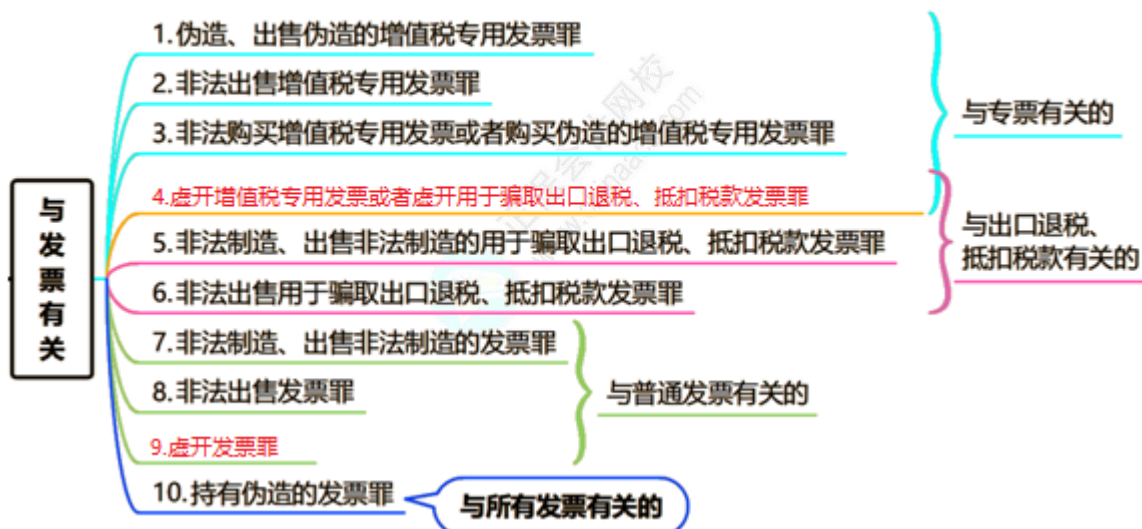 1.伪造、出售伪造的增值税专用发票罪
2.非法出售增值税专用发票罪
3.非法购买增值税专用发票或者购买伪造的增值税专用发票罪
与专票有关的
4.虚开增值税专用发票或者虚开用于骗取出口退税、抵扣税款发票罪
5.非法制造、出售非法制造的用于骗取出口退税、抵扣税款发票罪
6.非法出售用于骗取出口退税、抵扣税款发票罪
与出口退税、
抵扣税款有关的
与发票有关
7.非法制造、出售非法制造的发票罪
8.非法出售发票罪
9.虚开发票罪
与普通发票有关的
10.持有伪造的发票罪
与所有发票有关的